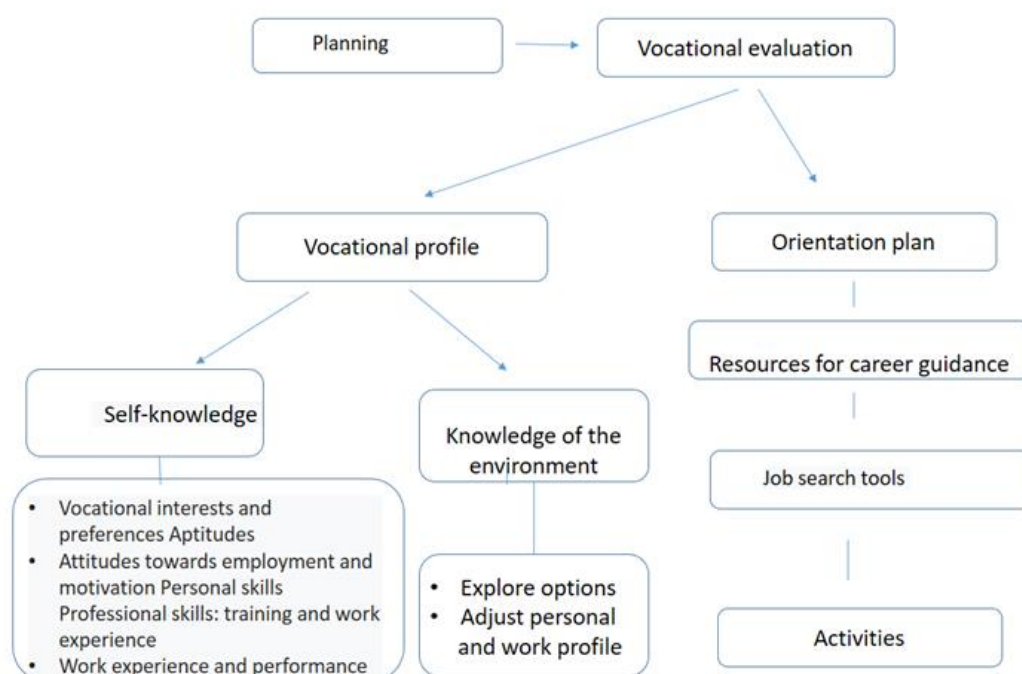 Planning
Vocational evaluation
Vocational profile
Orientation plan
Resources for career guidance
Self-knowledge
Knowledge of the
environment
Job search tools
• Vocational interests and
preferences Aptitudes
• Attitudes towards employment and
motivation Personal skills
Professional skills: training and work
experience
• Work experience and performance
• Explore options
• Adjust personal
and work profile
Activities